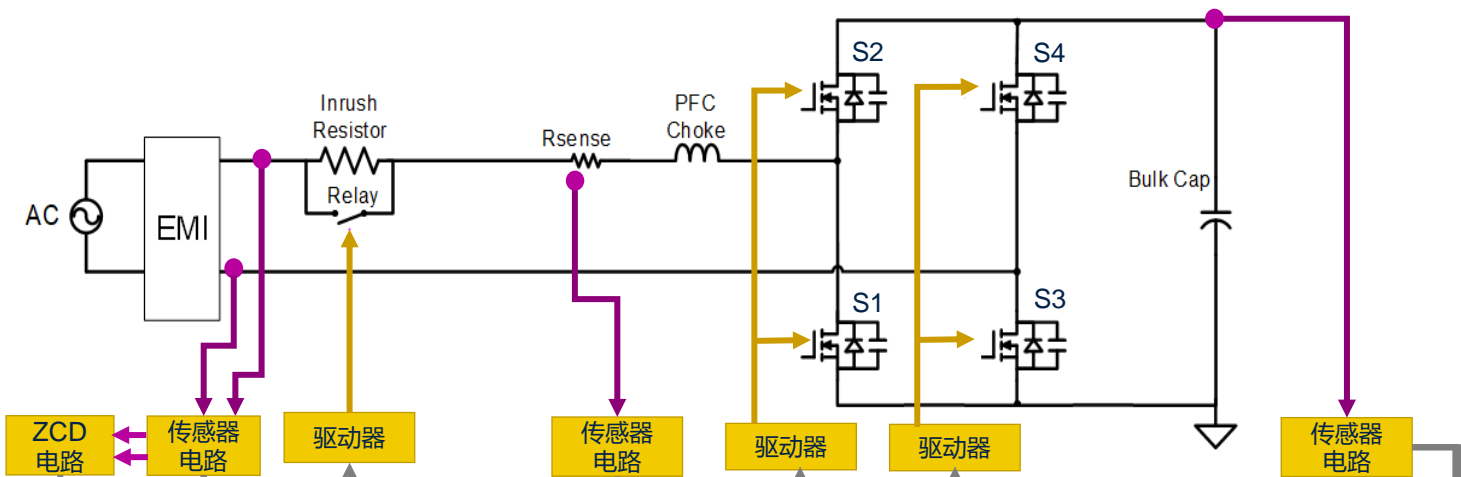 S2
S4
Inrush
Resistor
PFC
Choke
Rsense
Relay
Bulk Cap
AC
EMI
S1
S3
ZCD
电路
传感器
电路
驱动器
传感器
电路
驱动器
驱动器
传感器
电路